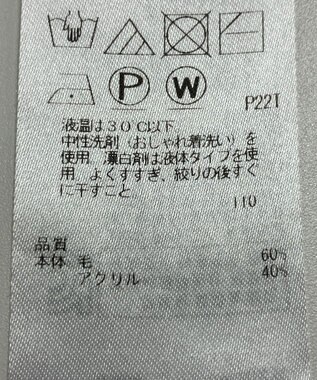 P W
P22T
液温は30℃以下
中性洗剤(おしゃれ着洗い)を
使用 漂白剤は液体タイプを使
用 よくすすぎ、絞りの後すぐ
に干すこと
110
品質
本体 毛 60%
アクリル 40%